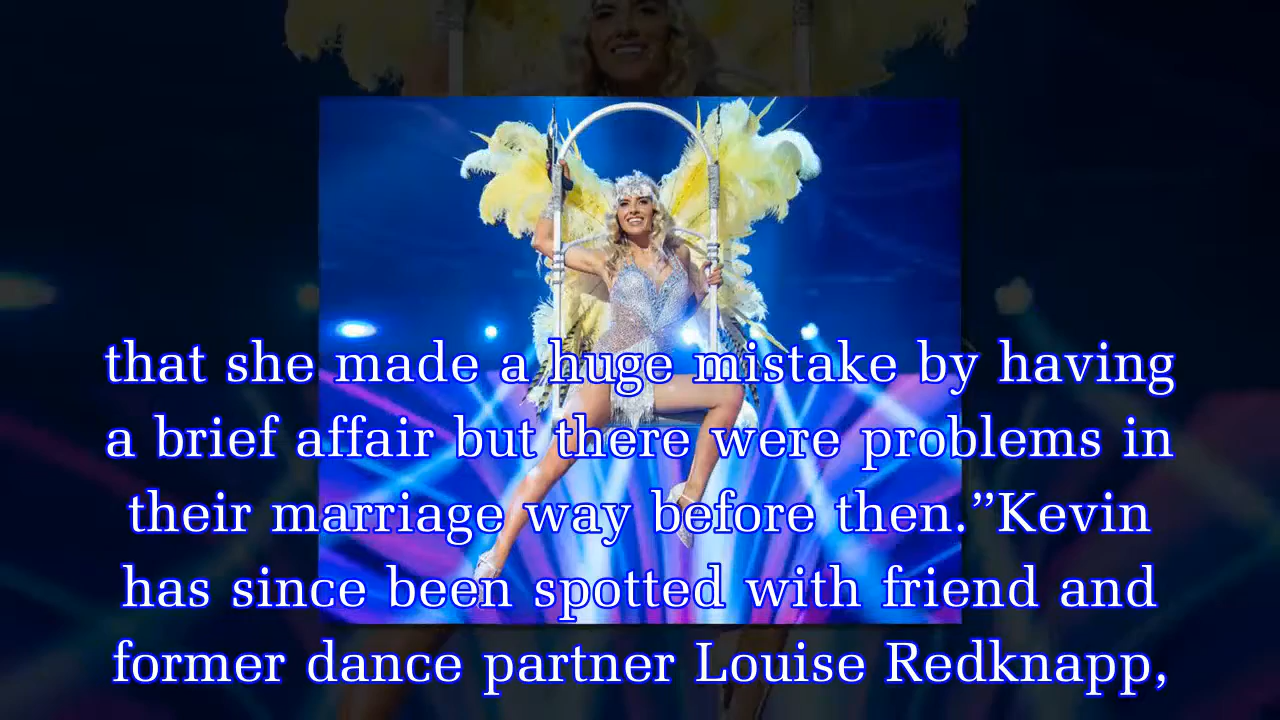 that she made a huge mistake by having
a brief affair but there were problems in
their marriage way before then.”Kevin
has since been spotted with friend and
former dance partner Louise Redknapp,